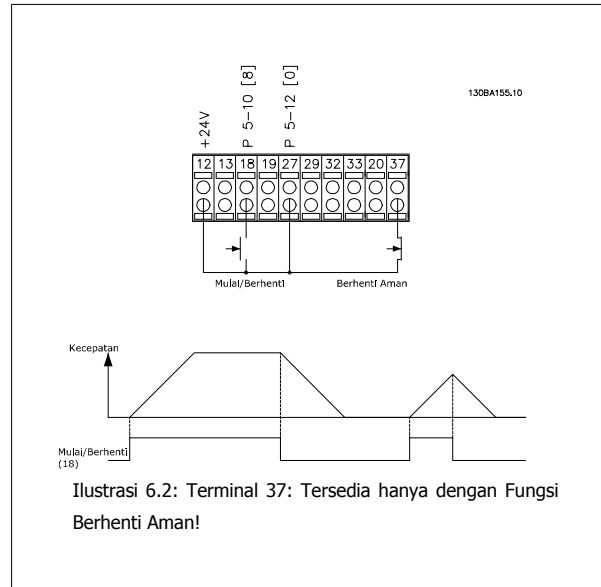 130BA155.10
+24V
P 5-10 [8]
P 5-12 [0]
12 13 18 19 27 29 32 33 20 37
Mulai/Berhenti
Berhenti Aman
Kecepatan
Mulai/Berhenti
(18)
Ilustrasi 6.2: Terminal 37: Tersedia hanya dengan Fungsi
Berhenti Aman!